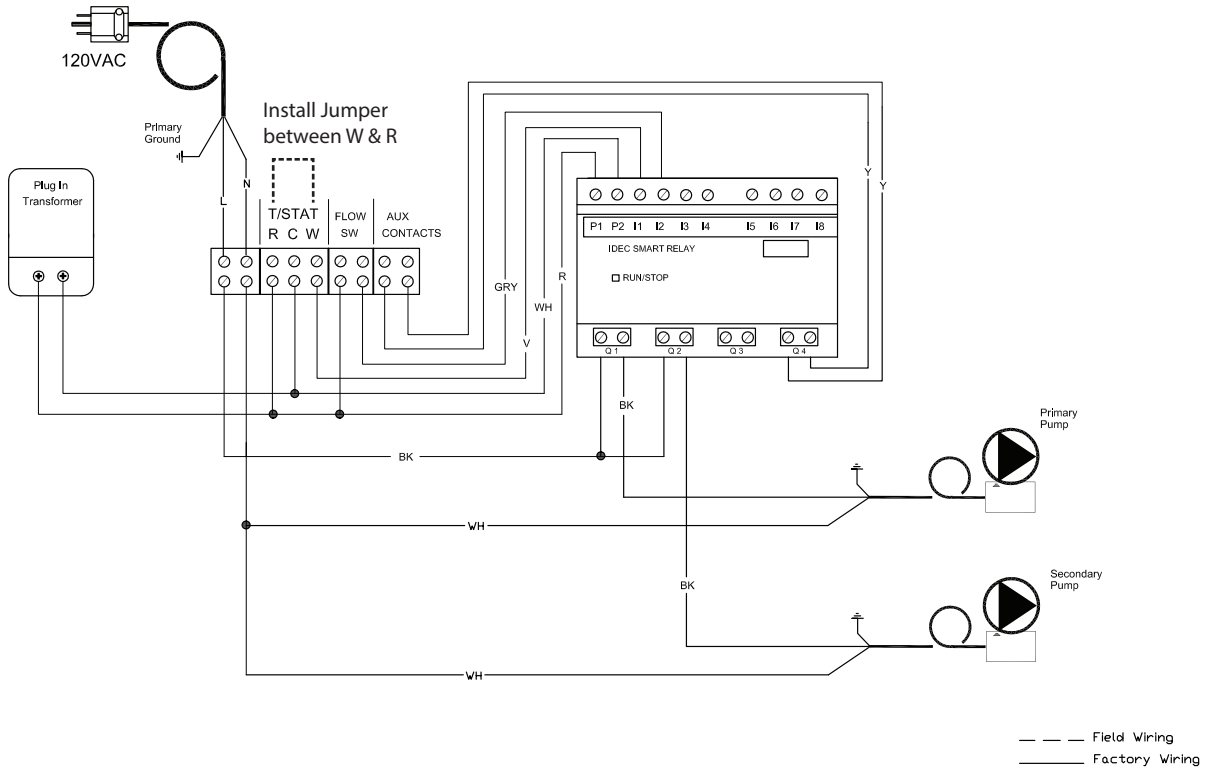 120VAC
Install Jumper
between W & R
Primary
Ground
Plug In
Transformer
L
N
T/STAT
R C W
FLOW
SW
AUX
CONTACTS
GRY
V
WH
R
Y
Y
P1 P2 I1 I2 I3 I4 I5 I6 I7 I8
IDEC SMART RELAY
RUN/STOP
Q 1
Q 2
Q 3
Q 4
BK
BK
Primary
Pump
WH
BK
Secondary
Pump
WH
Field Wiring
Factory Wiring